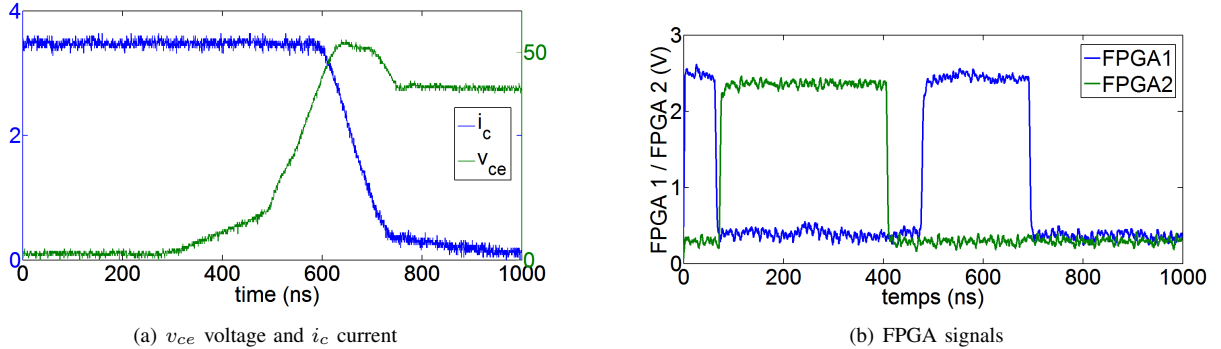 4
2
0
50
0
i_c
v_ce
0 200 400 600 800 1000
time (ns)
(a) v_ce voltage and i_c current
3
2
1
0
FPGA 1 / FPGA 2 (V)
FPGA1
FPGA2
200 400 600 800 1000
temps (ns)
(b) FPGA signals